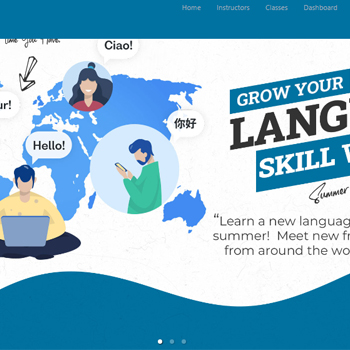 Home Instructors Classes Dashboard
time You Have.
Ciao!
ur!
你好
Hello!
GROW YOUR
LANG
SKILL W
Summer
"Learn a new languag
summer! Meet new fr
from around the wo